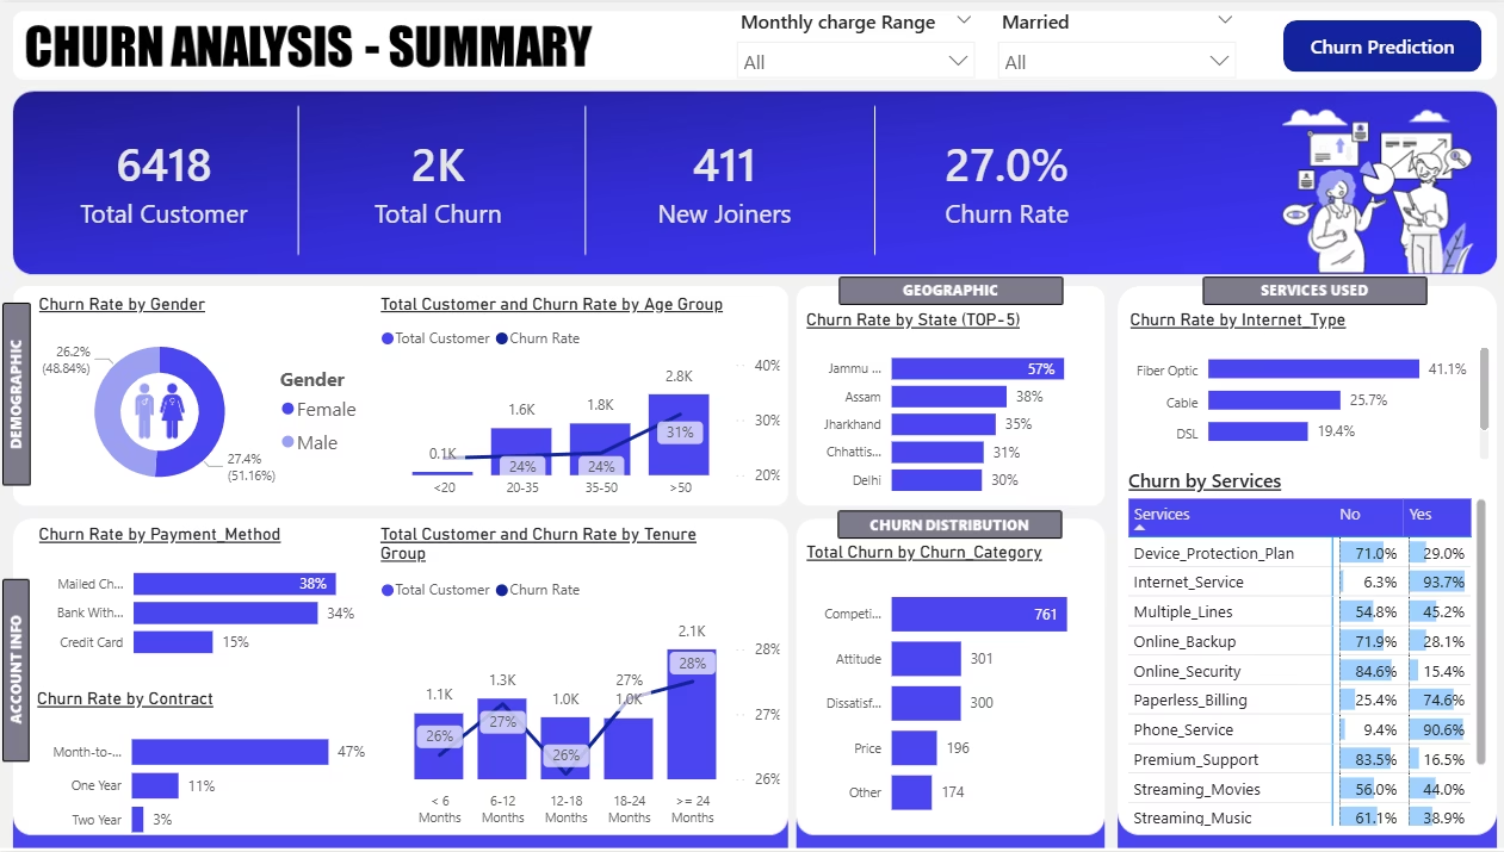 CHURN ANALYSIS - SUMMARY
Monthly charge Range
All
Married
All
Churn Prediction
6418
Total Customer
2K
Total Churn
411
New Joiners
27.0%
Churn Rate
DEMOGRAPHIC
Churn Rate by Gender
26.2%
(48.84%)
27.4%
(51.16%)
Gender
Female
Male
Total Customer and Churn Rate by Age Group
Total Customer Churn Rate
0.1K
1.6K
1.8K
2.8K
24%
24%
31%
40%
30%
20%
<20
20-35
35-50
>50
GEOGRAPHIC
Churn Rate by State (TOP-5)
Jammu ... 57%
Assam 38%
Jharkhand 35%
Chhattis... 31%
Delhi 30%
SERVICES USED
Churn Rate by Internet_Type
Fiber Optic 41.1%
Cable 25.7%
DSL 19.4%
Churn by Services
Services No Yes
Device_Protection_Plan 71.0% 29.0%
Internet_Service 6.3% 93.7%
Multiple_Lines 54.8% 45.2%
Online_Backup 71.9% 28.1%
Online_Security 84.6% 15.4%
Paperless_Billing 25.4% 74.6%
Phone_Service 9.4% 90.6%
Premium_Support 83.5% 16.5%
Streaming_Movies 56.0% 44.0%
Streaming_Music 61.1% 38.9%
ACCOUNT INFO
Churn Rate by Payment_Method
Mailed Ch... 38%
Bank With... 34%
Credit Card 15%
Churn Rate by Contract
Month-to-... 47%
One Year 11%
Two Year 3%
Total Customer and Churn Rate by Tenure
Group
Total Customer Churn Rate
1.1K
1.3K
1.0K
1.0K
2.1K
26%
27%
26%
27%
28%
28%
27%
26%
< 6
Months
6-12
Months
12-18
Months
18-24
Months
>= 24
Months
CHURN DISTRIBUTION
Total Churn by Churn_Category
Competi... 761
Attitude 301
Dissatisf... 300
Price 196
Other 174